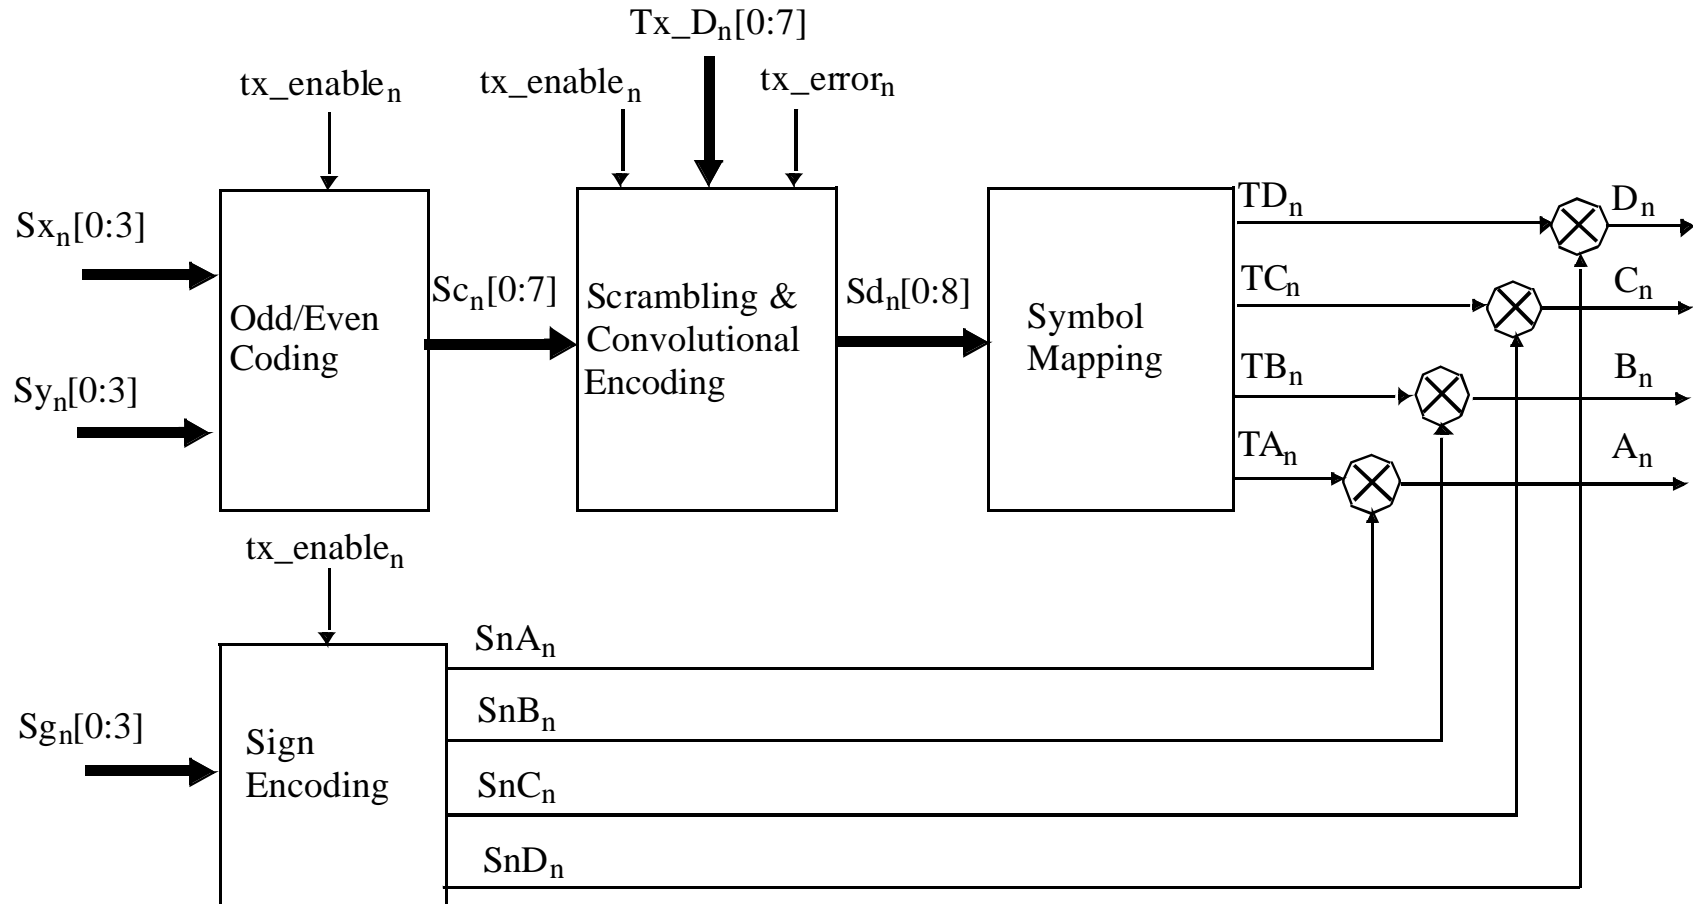 Tx_Dn[0:7]
tx_enablen
tx_enablen
tx_errorn
Sxn[0:3]
Syn[0:3]
Odd/Even
Coding
Scn[0:7]
Scrambling &
Convolutional
Encoding
Sdn[0:8]
Symbol
Mapping
TDn
TCn
TBn
TAn
Dn
Cn
Bn
An
tx_enablen
Sgn[0:3]
Sign
Encoding
SnAn
SnBn
SnCn
SnDn